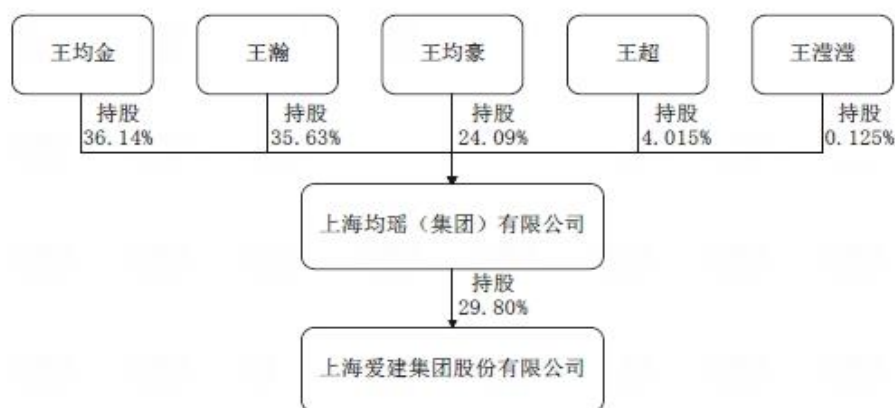 王均金
王瀚
王均豪
王超
王滢滢
持股
36.14%
持股
35.63%
持股
24.09%
持股
4.015%
持股
0.125%
上海均瑶（集团）有限公司
持股
29.80%
上海爱建集团股份有限公司